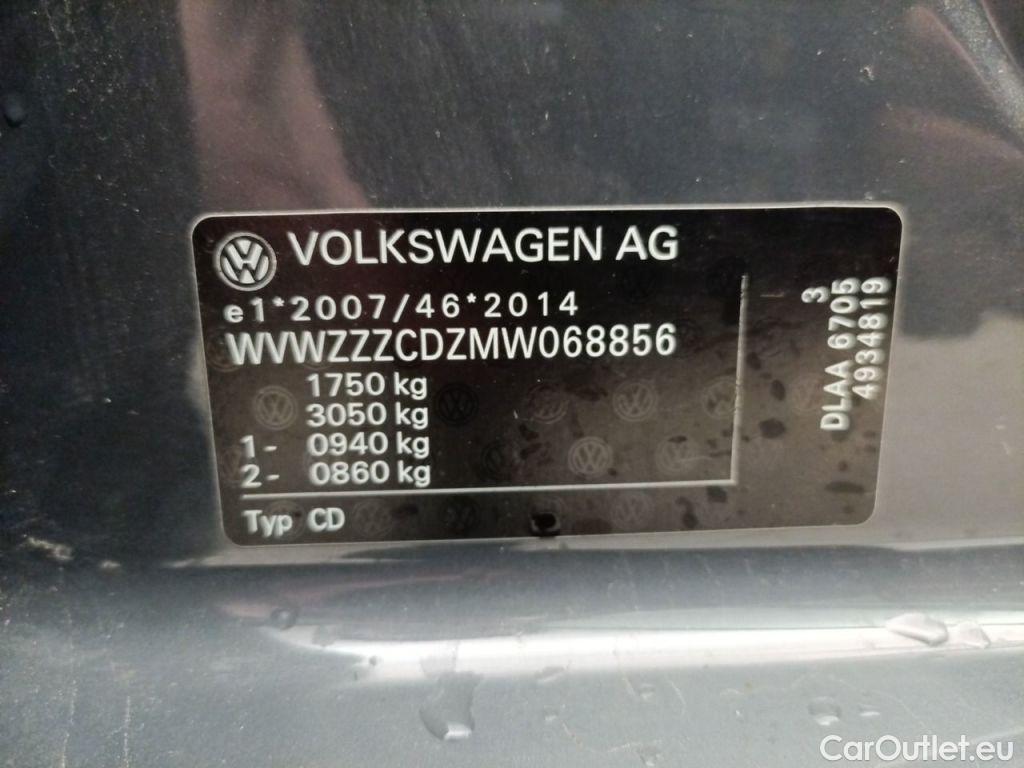 VOLKSWAGEN AG
e1*2007/46*2014
WVWZZZCDZMW068856
1750 kg
3050 kg
1- 0940 kg
2- 0860 kg
Typ CD
3
DLAA 6705
4934819
CarOutlet.eu